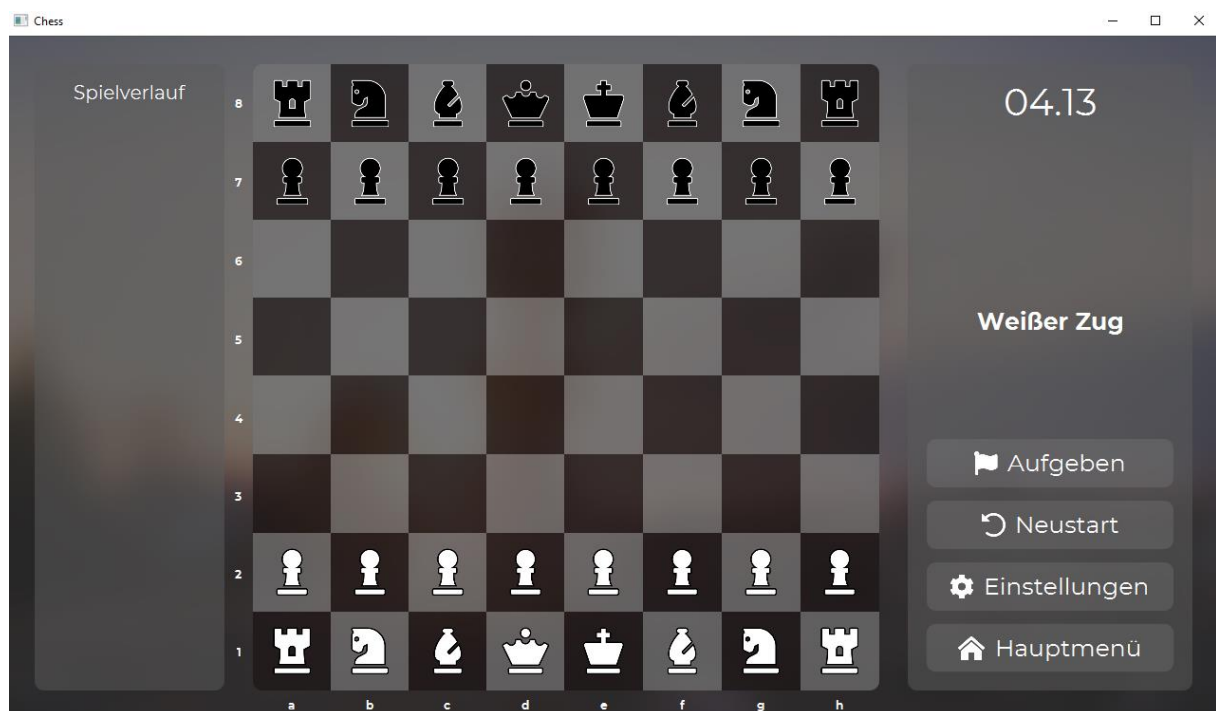 Chess
Spielverlauf
04.13
Weißer Zug
Aufgeben
Neustart
Einstellungen
Hauptmenü
8
7
6
5
4
3
2
1
a b c d e f g h